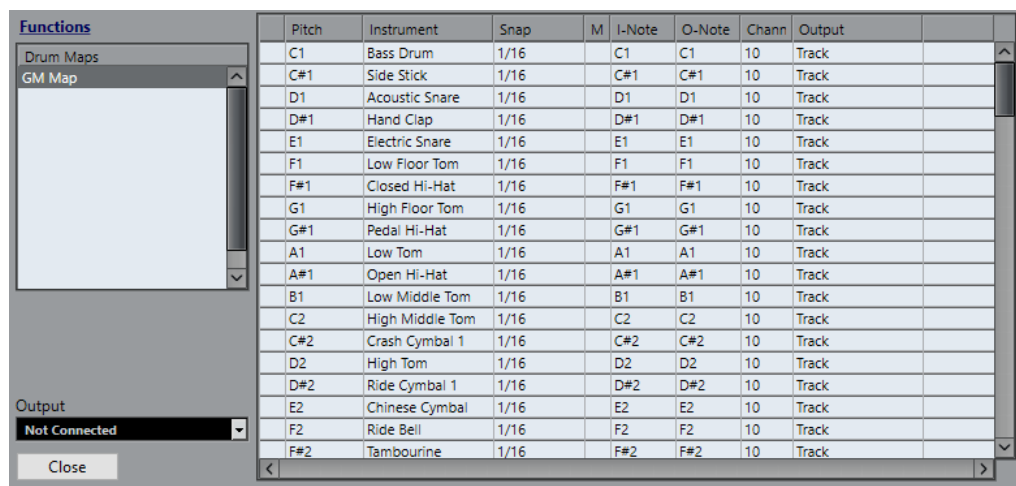 Functions
Drum Maps
GM Map
Output
Not Connected
Close
Pitch Instrument Snap M I-Note O-Note Chann Output
C1 Bass Drum 1/16 C1 C1 10 Track
C#1 Side Stick 1/16 C#1 C#1 10 Track
D1 Acoustic Snare 1/16 D1 D1 10 Track
D#1 Hand Clap 1/16 D#1 D#1 10 Track
E1 Electric Snare 1/16 E1 E1 10 Track
F1 Low Floor Tom 1/16 F1 F1 10 Track
F#1 Closed Hi-Hat 1/16 F#1 F#1 10 Track
G1 High Floor Tom 1/16 G1 G1 10 Track
G#1 Pedal Hi-Hat 1/16 G#1 G#1 10 Track
A1 Low Tom 1/16 A1 A1 10 Track
A#1 Open Hi-Hat 1/16 A#1 A#1 10 Track
B1 Low Middle Tom 1/16 B1 B1 10 Track
C2 High Middle Tom 1/16 C2 C2 10 Track
C#2 Crash Cymbal 1 1/16 C#2 C#2 10 Track
D2 High Tom 1/16 D2 D2 10 Track
D#2 Ride Cymbal 1 1/16 D#2 D#2 10 Track
E2 Chinese Cymbal 1/16 E2 E2 10 Track
F2 Ride Bell 1/16 F2 F2 10 Track
F#2 Tambourine 1/16 F#2 F#2 10 Track